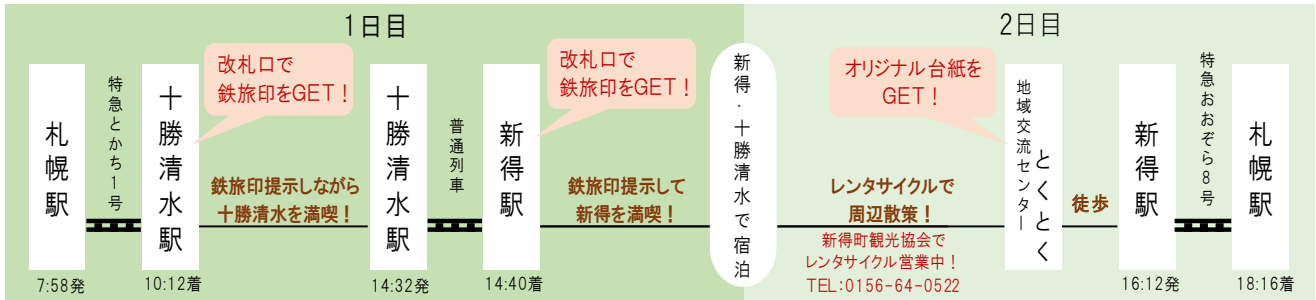 1日目
札幌駅
7:58発
特急とかち1号
十勝清水駅
10:12着
改札口で
鉄旅印をGET！
鉄旅印提示しながら
十勝清水を満喫！
十勝清水駅
14:32発
普通列車
新得駅
14:40着
改札口で
鉄旅印をGET！
鉄旅印提示して
新得を満喫！
新得・十勝清水で宿泊
2日目
レンタサイクルで
周辺散策！
新得町観光協会で
レンタサイクル営業中！
TEL:0156-64-0522
オリジナル台紙を
GET！
地域交流センター
とくとく
徒歩
新得駅
16:12発
特急おおぞら8号
札幌駅
18:16着